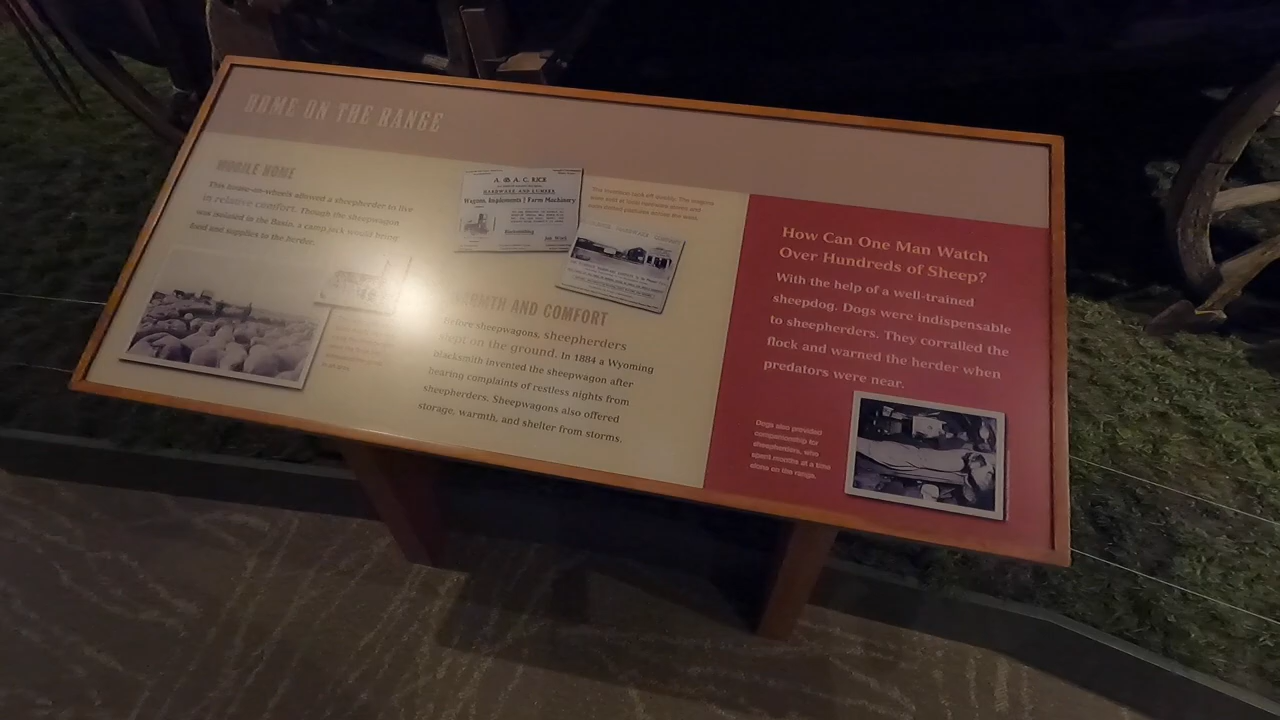 HOME ON THE RANGE
MOBILE HOME
This house-on-wheels allowed a sheepherder to live
in relative comfort. Though the sheepwagon
was isolated in the Basin, a camp jack would bring
food and supplies to the herder.
A. & A. C. RICE
HARDWARE AND LUMBER
Wagons, Implements Farm Machinery
WARMTH AND COMFORT
Before sheepwagons, sheepherders
slept on the ground. In 1884 a Wyoming
blacksmith invented the sheepwagon after
hearing complaints of restless nights from
sheepherders. Sheepwagons also offered
storage, warmth, and shelter from storms.
How Can One Man Watch
Over Hundreds of Sheep?
With the help of a well-trained
sheepdog. Dogs were indispensable
to sheepherders. They corralled the
flock and warned the herder when
predators were near.
Dogs also provided
companionship for
sheepherders, who
spent months at a time
alone on the range.